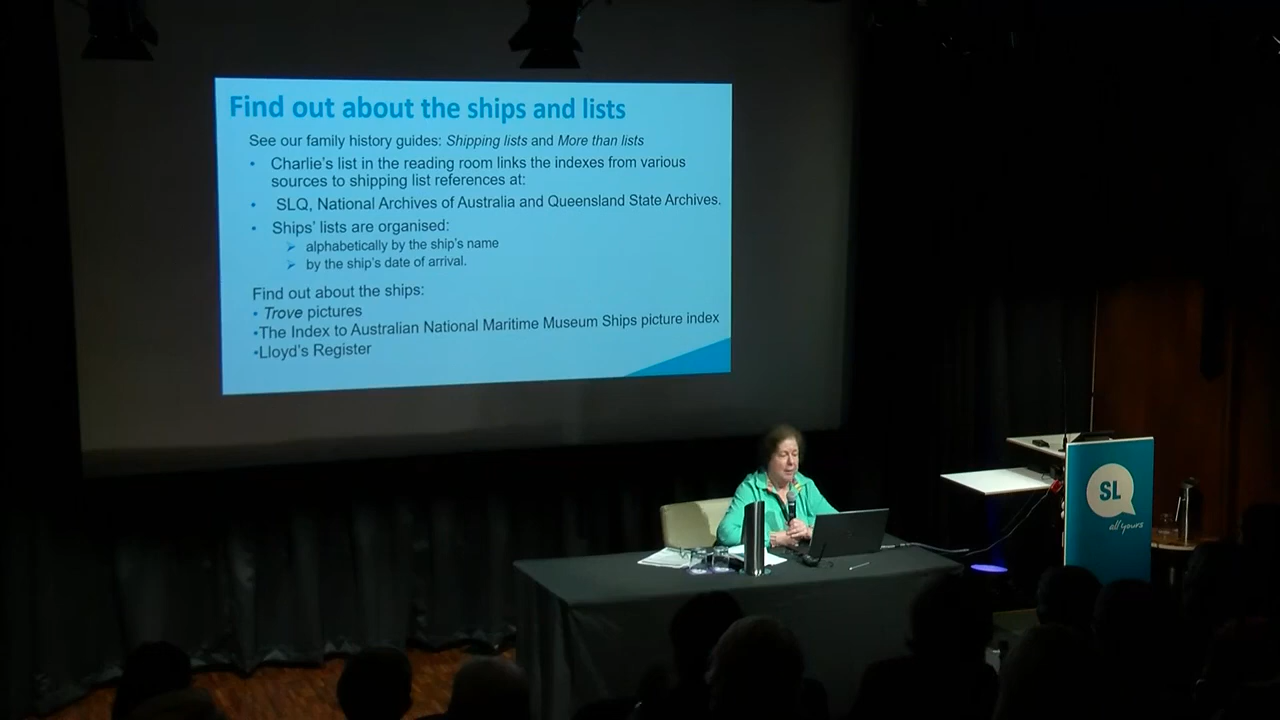 Find out about the ships and lists
See our family history guides: Shipping lists and More than lists
• Charlie's list in the reading room links the indexes from various
sources to shipping list references at:
• SLQ, National Archives of Australia and Queensland State Archives.
• Ships' lists are organised:
➢ alphabetically by the ship's name
➢ by the ship's date of arrival.
Find out about the ships:
• Trove pictures
•The Index to Australian National Maritime Museum Ships picture index
•Lloyd's Register
SL
all yours